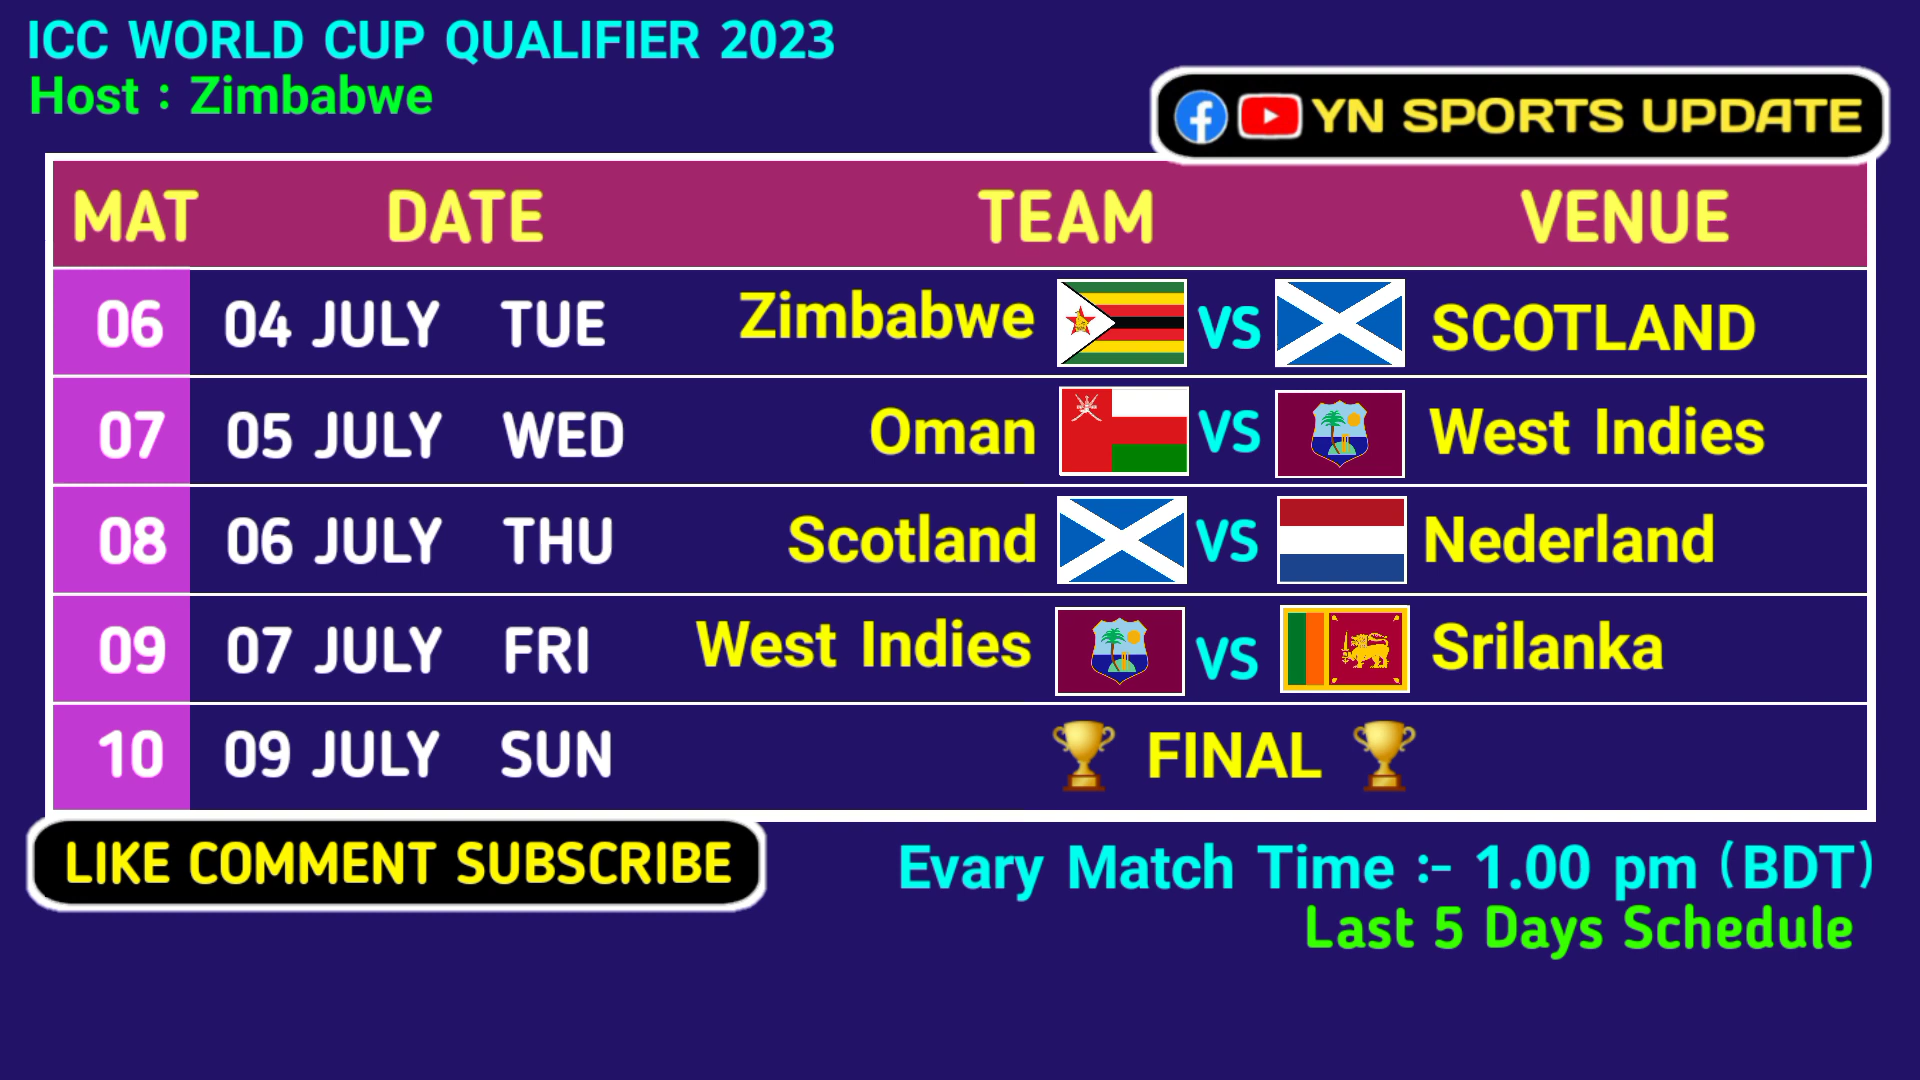 ICC WORLD CUP QUALIFIER 2023
Host : Zimbabwe
YN SPORTS UPDATE
MAT DATE TEAM VENUE
06 04 JULY TUE Zimbabwe VS SCOTLAND
07 05 JULY WED Oman VS West Indies
08 06 JULY THU Scotland VS Nederland
09 07 JULY FRI West Indies VS Srilanka
10 09 JULY SUN FINAL
LIKE COMMENT SUBSCRIBE
Evary Match Time :- 1.00 pm (BDT)
Last 5 Days Schedule